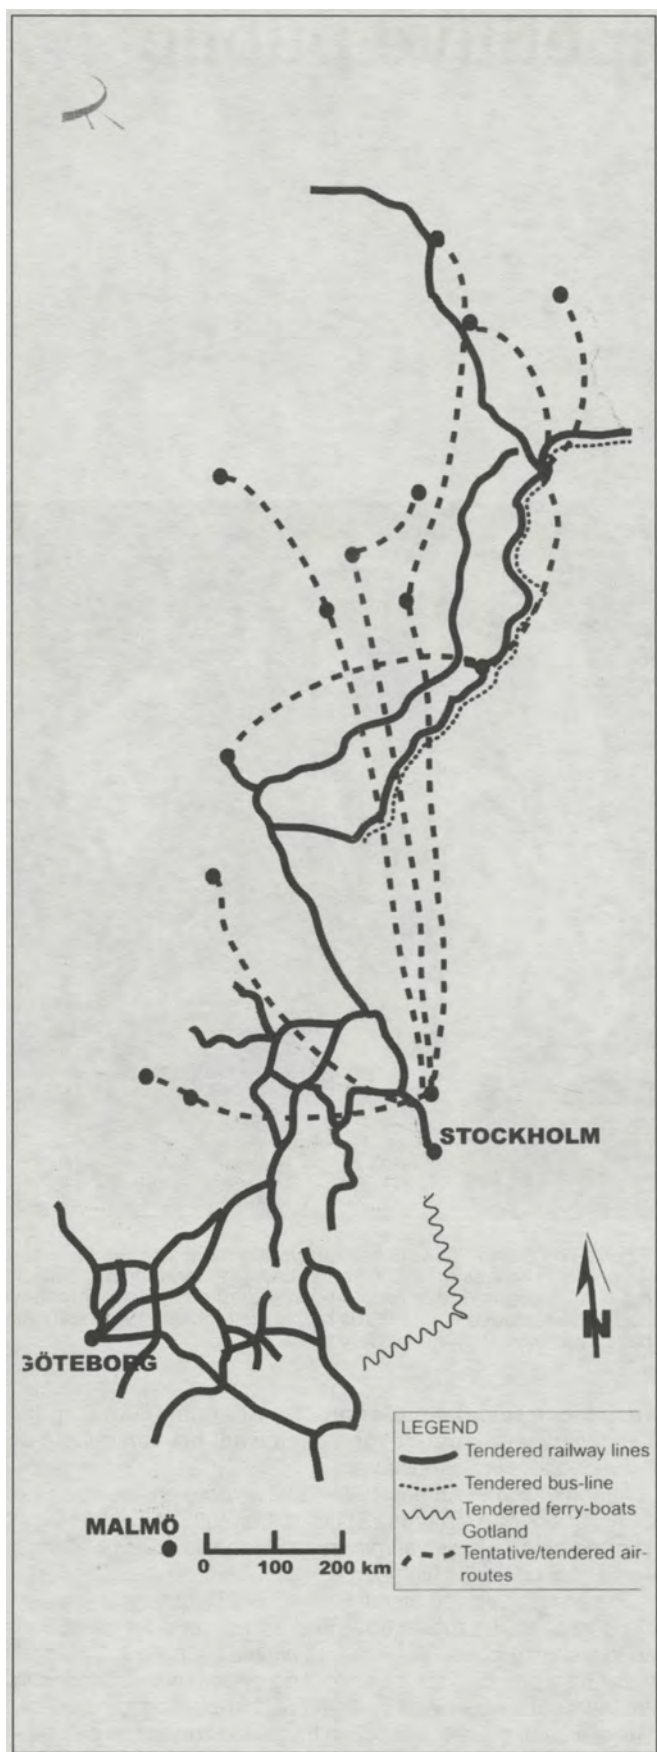 STOCKHOLM
N
GÖTEBORG
LEGEND
Tendered railway lines
Tendered bus-line
Tendered ferry-boats
Gotland
Tentative/tendered air-
routes
MALMÖ
0 100 200 km